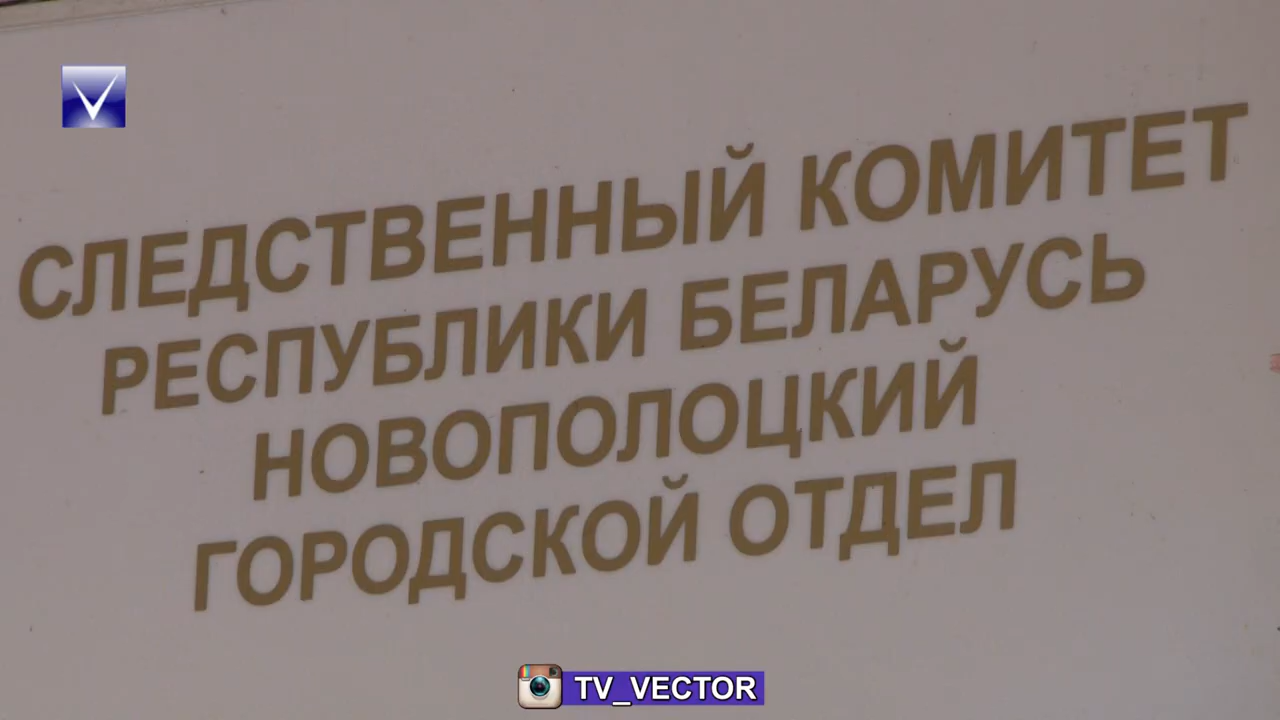 СЛЕДСТВЕННЫЙ КОМИТЕТ
РЕСПУБЛИКИ БЕЛАРУСЬ
НОВОПОЛОЦКИЙ
ГОРОДСКОЙ ОТДЕЛ
TV_VECTOR